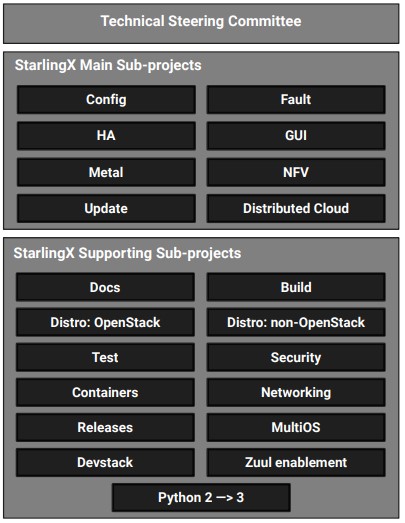 Technical Steering Committee
StarlingX Main Sub-projects
Config
Fault
HA
GUI
Metal
NFV
Update
Distributed Cloud
StarlingX Supporting Sub-projects
Docs
Build
Distro: OpenStack
Distro: non-OpenStack
Test
Security
Containers
Networking
Releases
MultiOS
Devstack
Zuul enablement
Python 2 —> 3